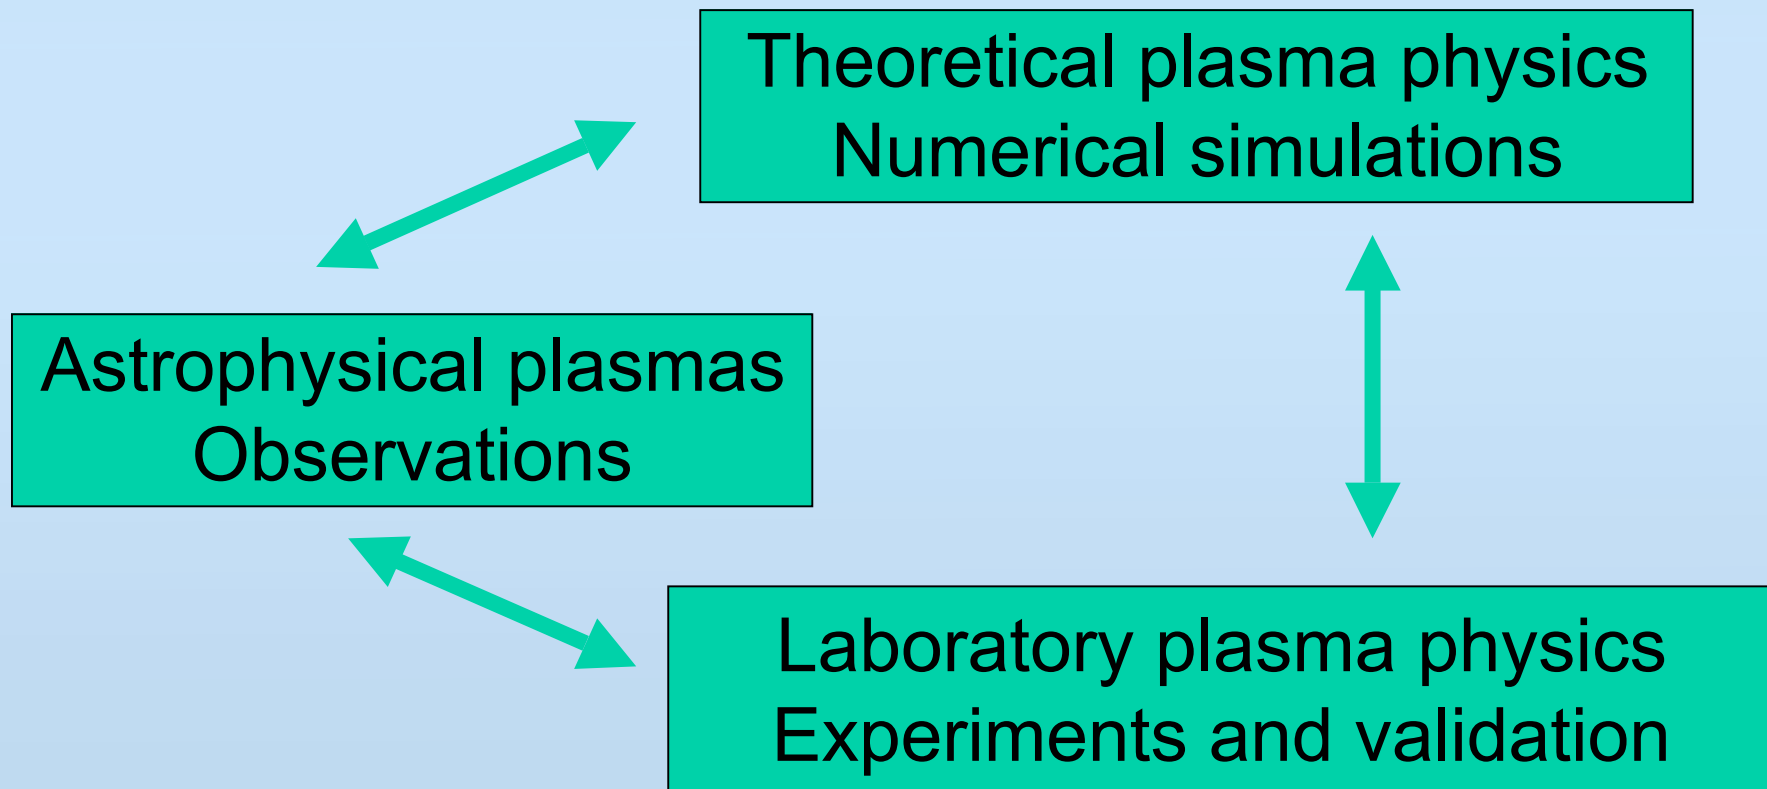 Theoretical plasma physics
Numerical simulations
Astrophysical plasmas
Observations
Laboratory plasma physics
Experiments and validation